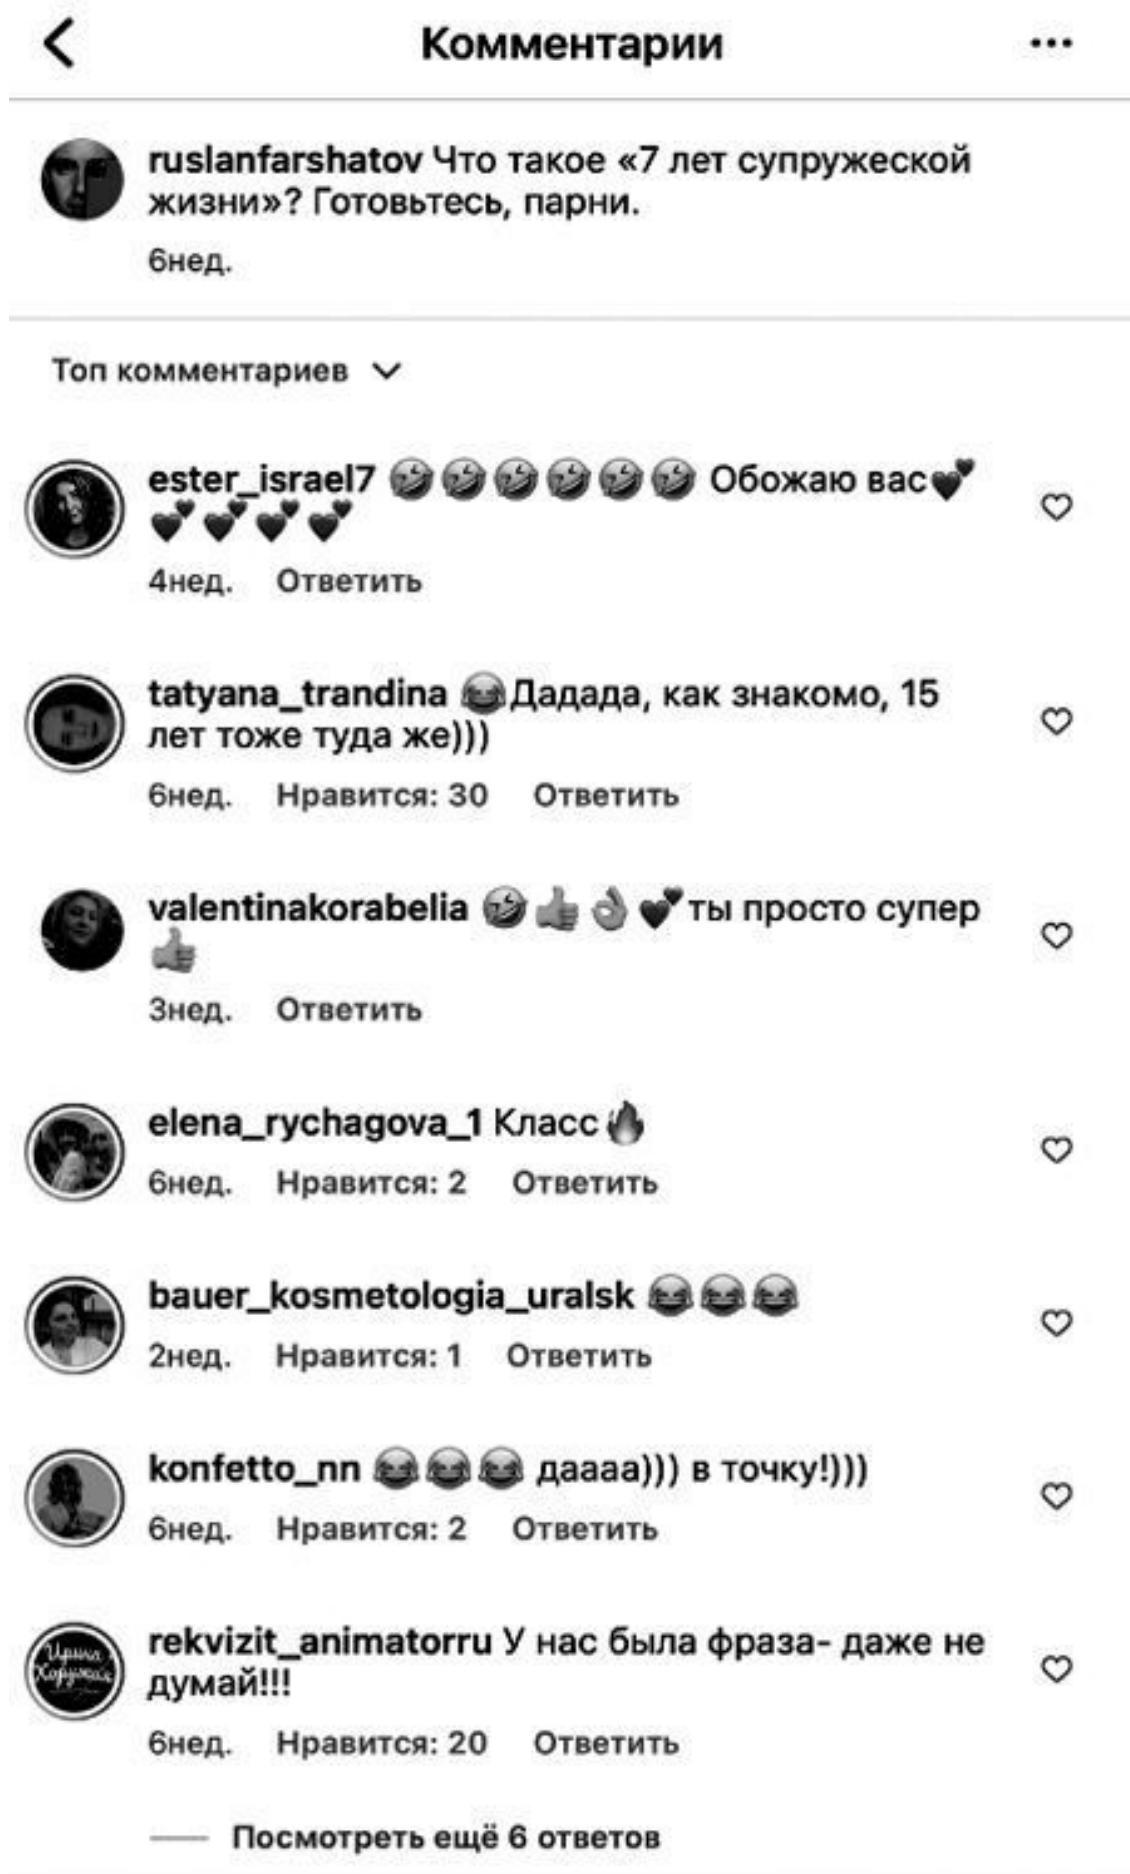 Комментарии
ruslanfarshatov Что такое «7 лет супружеской
жизни»? Готовьтесь, парни.
6нед.
Топ комментариев
ester_israel7 🤣🤣🤣🤣🤣🤣 Обожаю вас💕
💕💕💕💕
4нед. Ответить
tatyana_trandina 😂Дадада, как знакомо, 15
лет тоже туда же)))
6нед. Нравится: 30 Ответить
valentinakorabelia 🤣👍👌💕ты просто супер
👍
3нед. Ответить
elena_rychagova_1 Класс🔥
6нед. Нравится: 2 Ответить
bauer_kosmetologia_uralsk 😂😂😂
2нед. Нравится: 1 Ответить
konfetto_nn 😂😂😂 даааа))) в точку!)))
6нед. Нравится: 2 Ответить
Ирина
Хоружая
rekvizit_animatorru У нас была фраза- даже не
думай!!!
6нед. Нравится: 20 Ответить
Посмотреть ещё 6 ответов